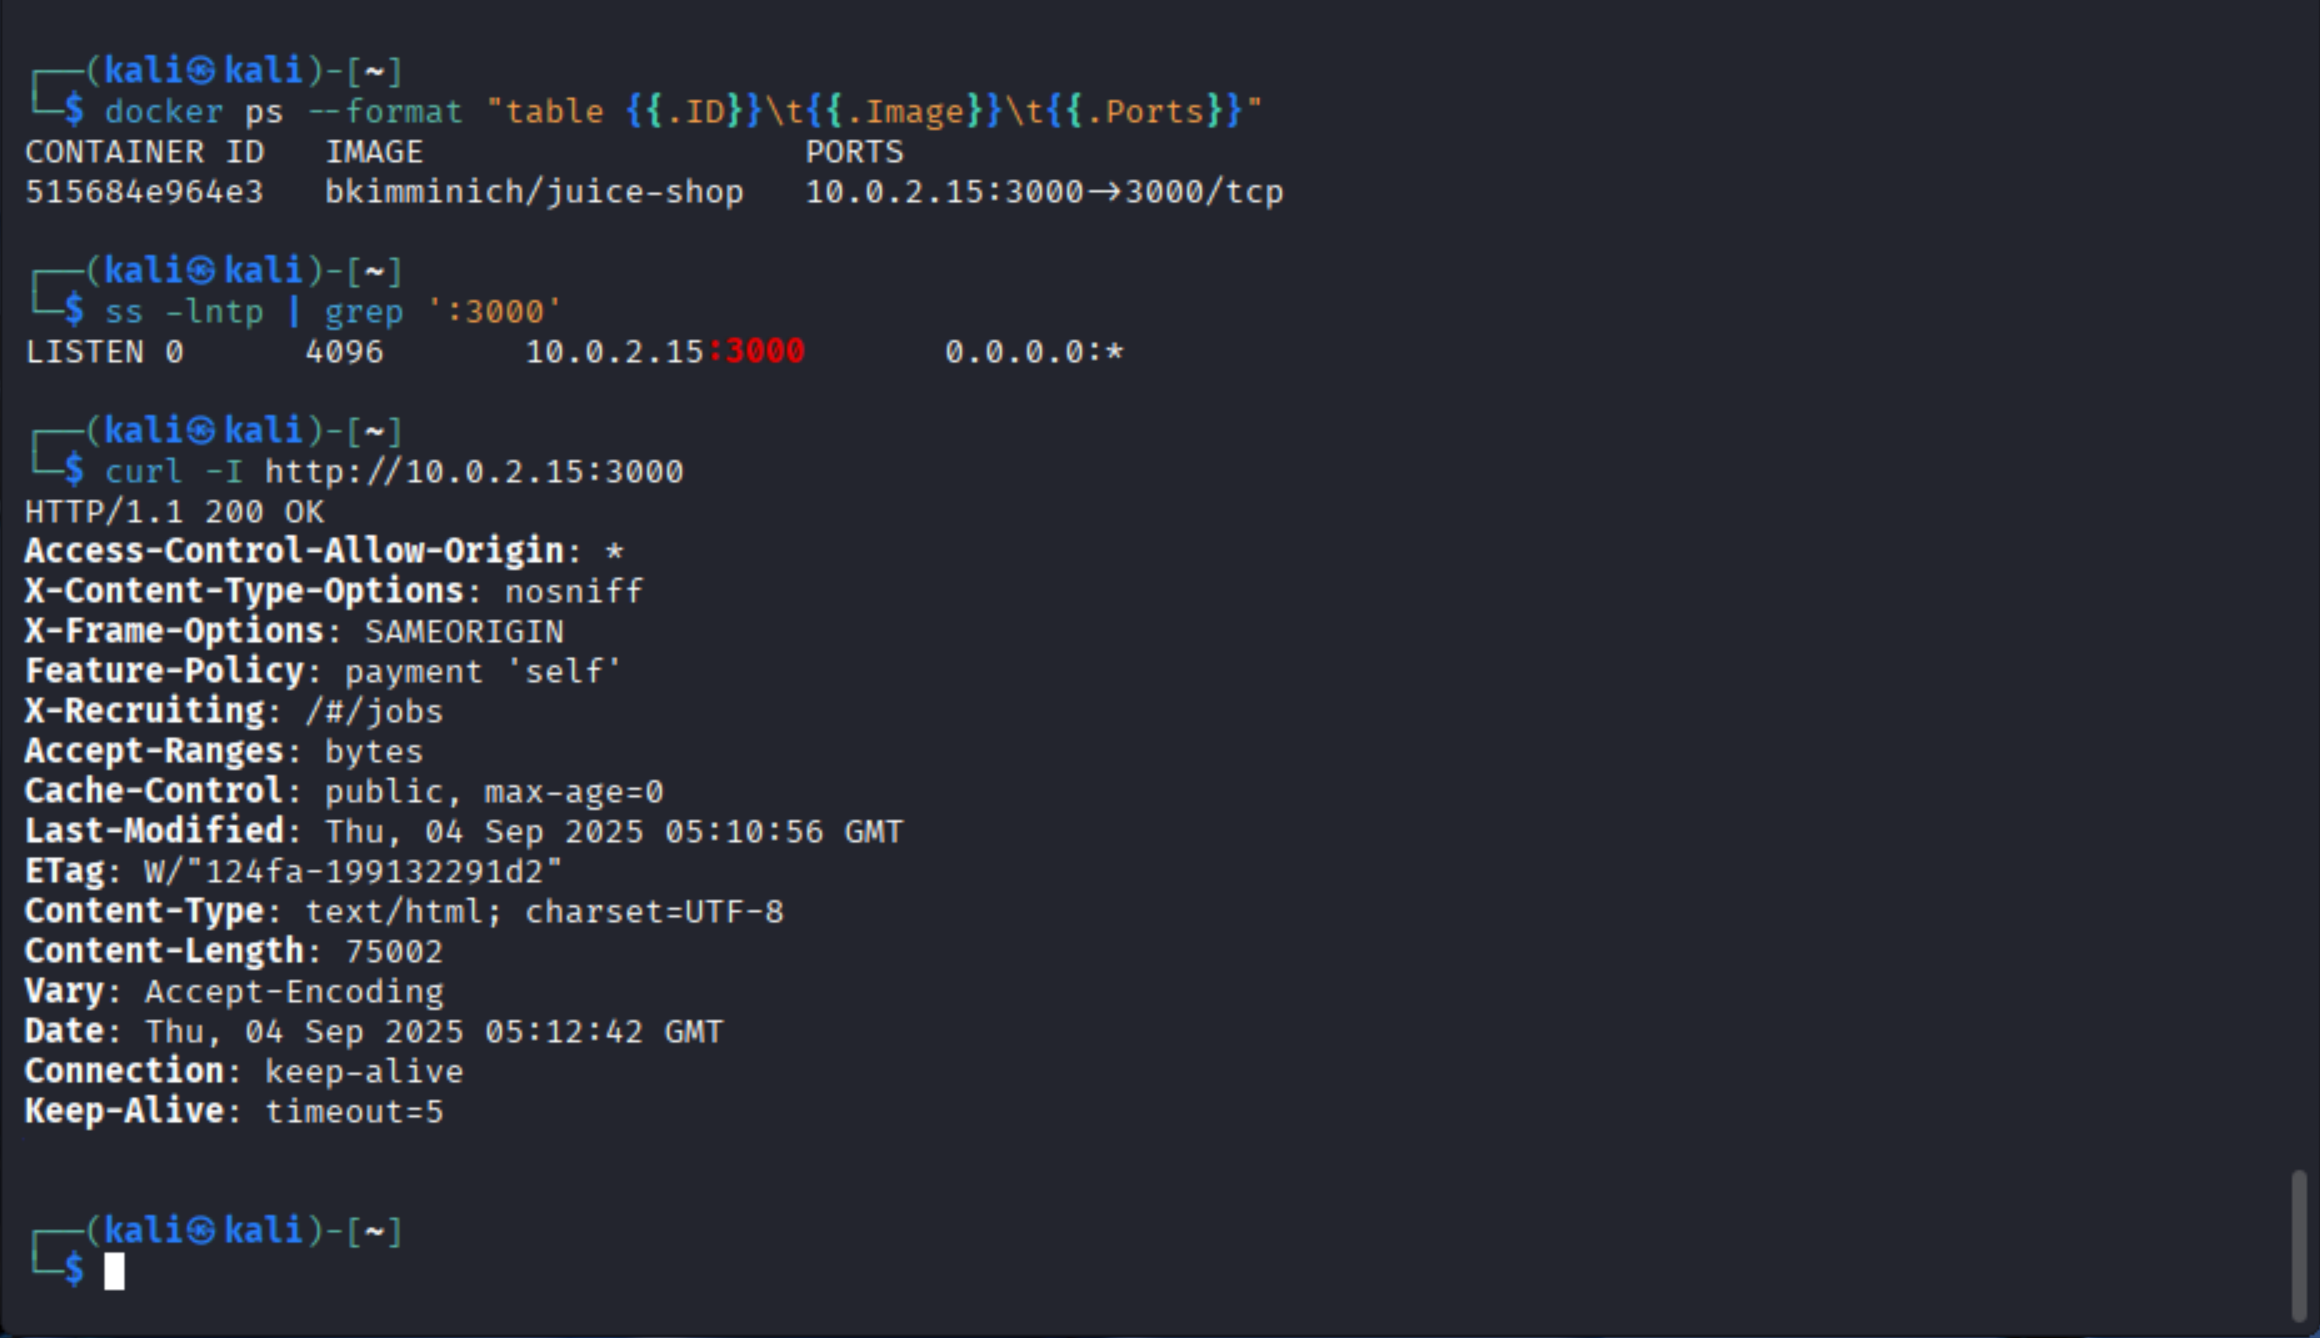 ┌──(kali㉿kali)-[~]
└─$ docker ps --format "table {{.ID}}\t{{.Image}}\t{{.Ports}}"
CONTAINER ID   IMAGE                   PORTS
515684e964e3   bkimminich/juice-shop   10.0.2.15:3000->3000/tcp
┌──(kali㉿kali)-[~]
└─$ ss -lntp | grep ':3000'
LISTEN 0      4096       10.0.2.15:3000       0.0.0.0:*
┌──(kali㉿kali)-[~]
└─$ curl -I http://10.0.2.15:3000
HTTP/1.1 200 OK
Access-Control-Allow-Origin: *
X-Content-Type-Options: nosniff
X-Frame-Options: SAMEORIGIN
Feature-Policy: payment 'self'
X-Recruiting: /#/jobs
Accept-Ranges: bytes
Cache-Control: public, max-age=0
Last-Modified: Thu, 04 Sep 2025 05:10:56 GMT
ETag: W/"124fa-199132291d2"
Content-Type: text/html; charset=UTF-8
Content-Length: 75002
Vary: Accept-Encoding
Date: Thu, 04 Sep 2025 05:12:42 GMT
Connection: keep-alive
Keep-Alive: timeout=5
┌──(kali㉿kali)-[~]
└─$